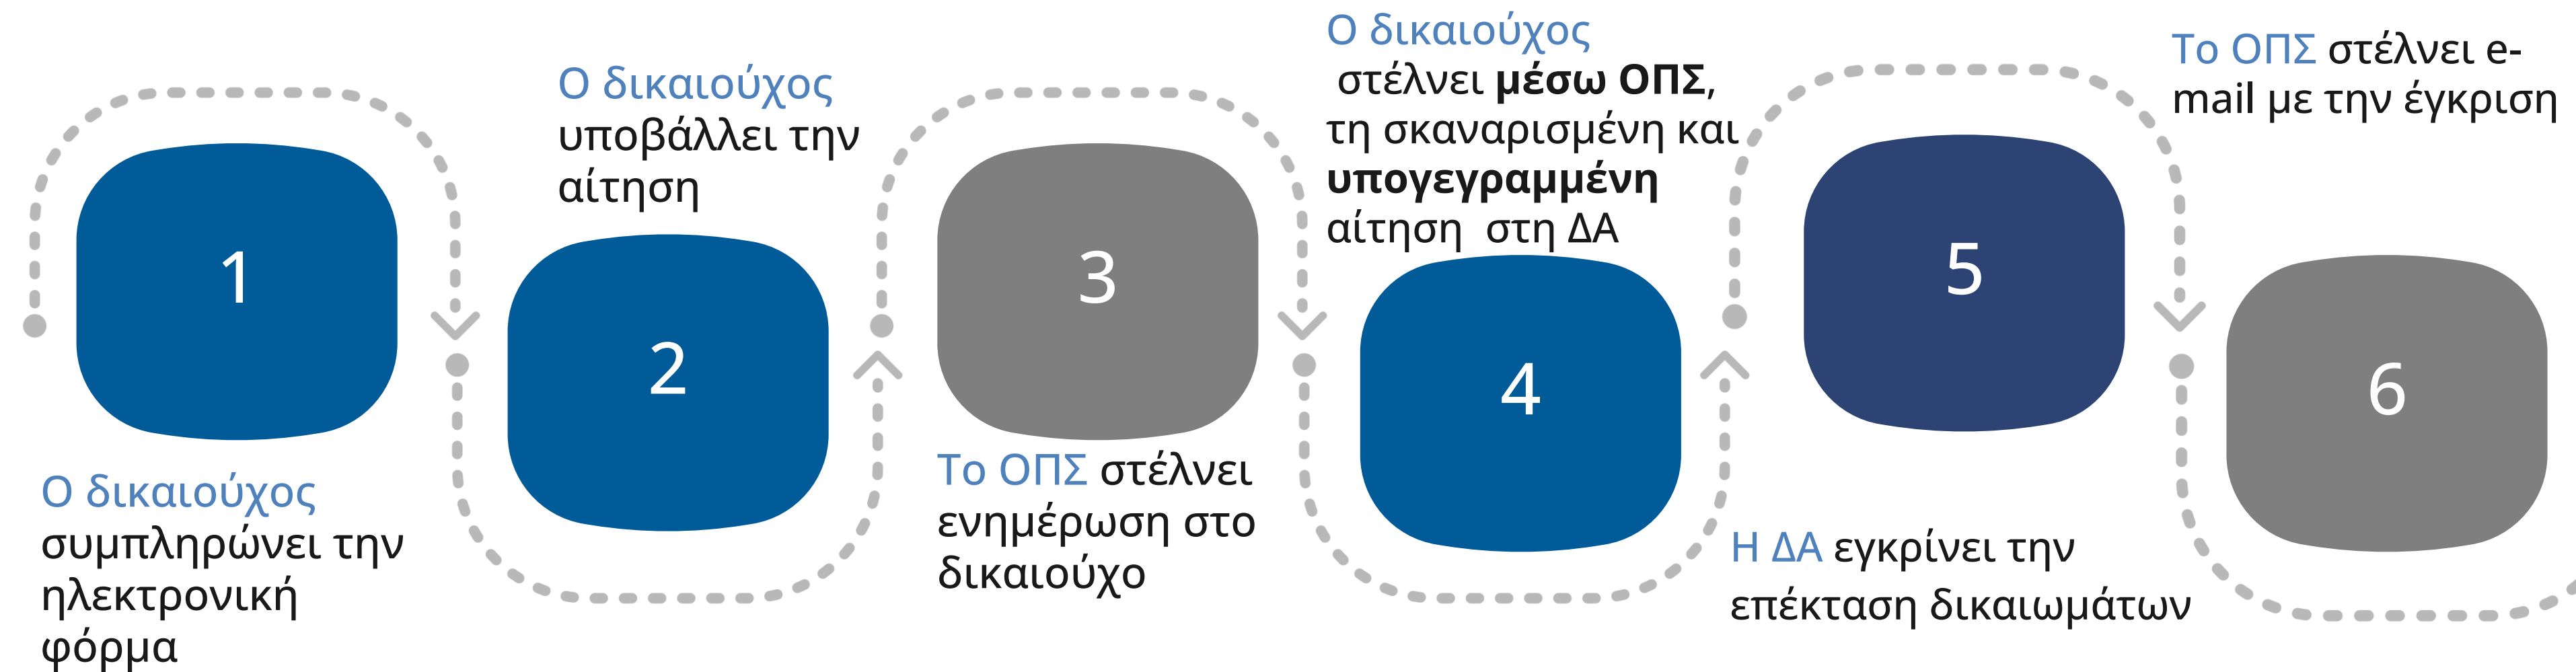 1
Ο δικαιούχος
συμπληρώνει την
ηλεκτρονική
φόρμα
Ο δικαιούχος
υποβάλλει την
αίτηση
2
3
Το ΟΠΣ στέλνει
ενημέρωση στο
δικαιούχο
Ο δικαιούχος
στέλνει μέσω ΟΠΣ,
τη σκαναρισμένη και
υπογεγραμμένη
αίτηση στη ΔΑ
4
5
Η ΔΑ εγκρίνει την
επέκταση δικαιωμάτων
Το ΟΠΣ στέλνει e-
mail με την έγκριση
6